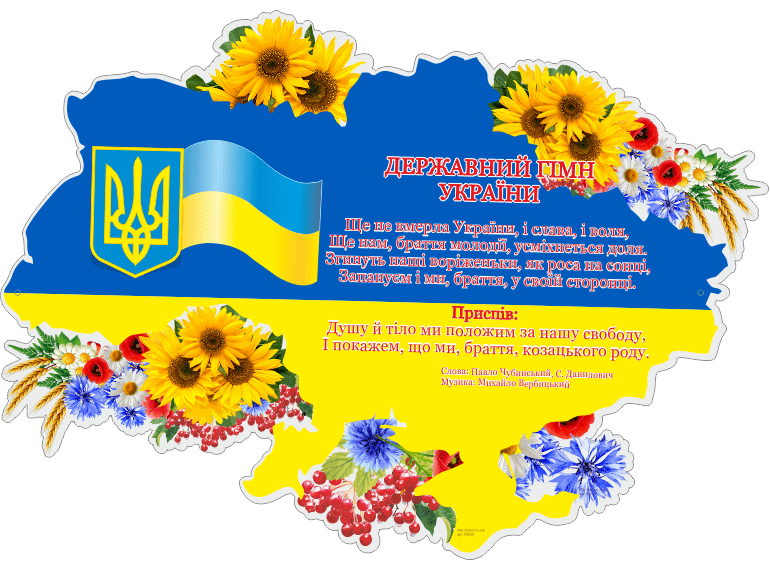 ДЕРЖАВНИЙ ГІМН
УКРАЇНИ
Ще не вмерла України, і слава, і воля,
Ще нам, браття молодії, усміхнеться доля.
Згинуть наші воріженьки, як роса на сонці,
Запануєм і ми, браття, у своїй сторонці.
Приспів:
Душу й тіло ми положим за нашу свободу,
І покажем, що ми, браття, козацького роду.
Слова: Павло Чубинський, С. Данилович
Музика: Михайло Вербицький